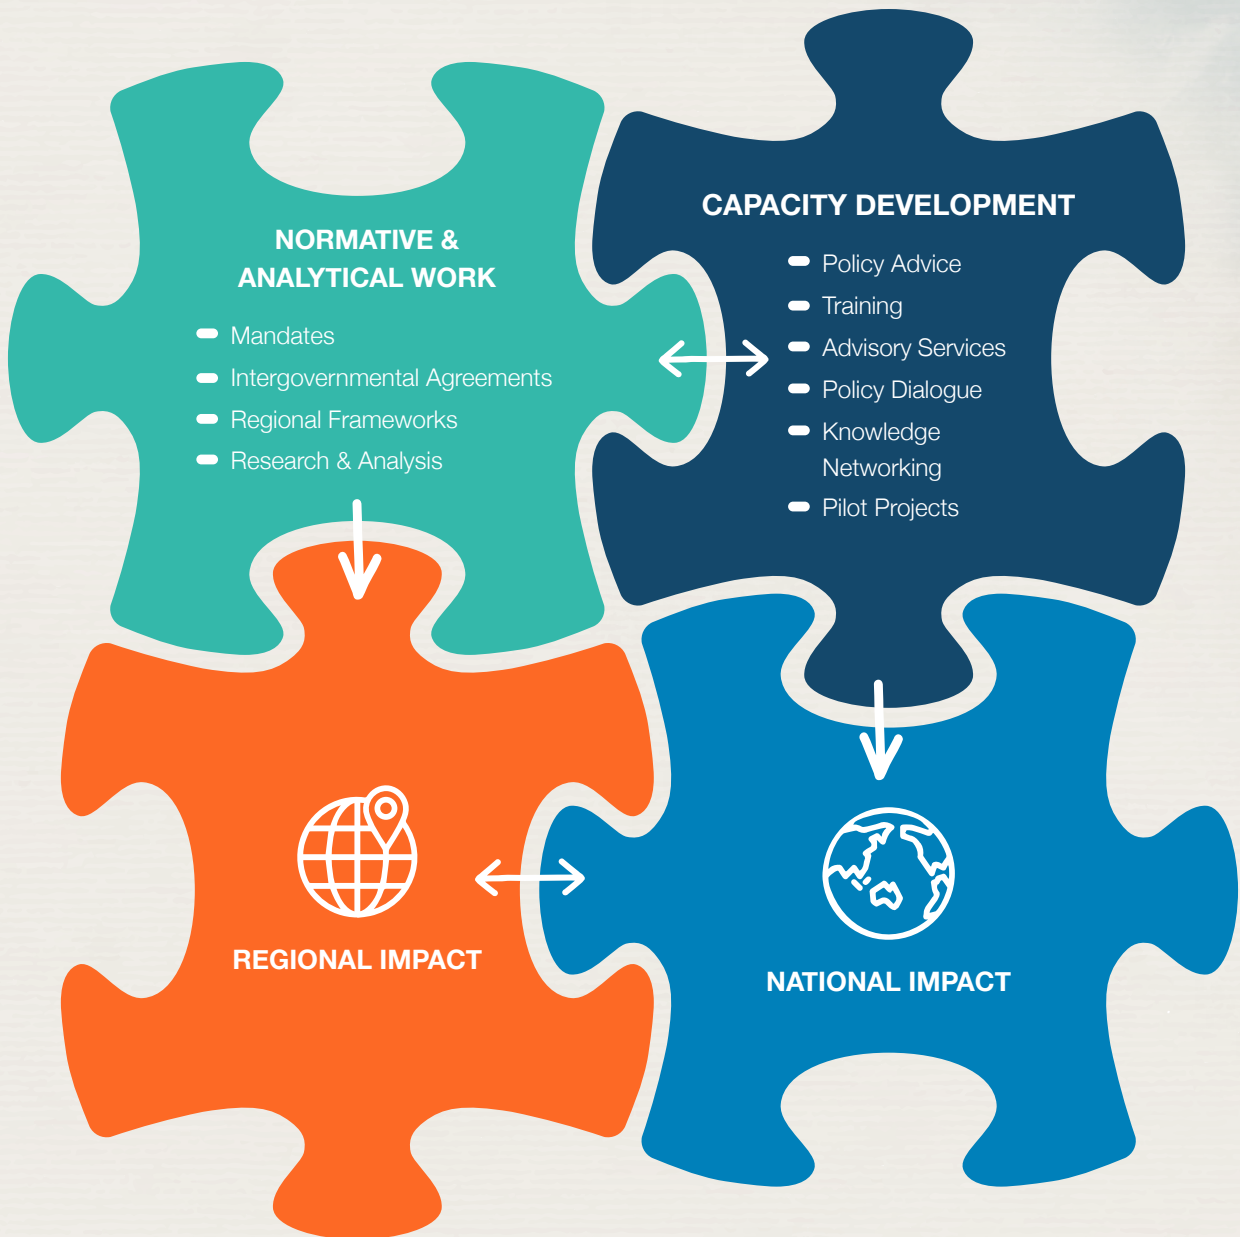 NORMATIVE &
ANALYTICAL WORK
Mandates
Intergovernmental Agreements
Regional Frameworks
Research & Analysis
CAPACITY DEVELOPMENT
Policy Advice
Training
Advisory Services
Policy Dialogue
Knowledge
Networking
Pilot Projects
REGIONAL IMPACT
NATIONAL IMPACT